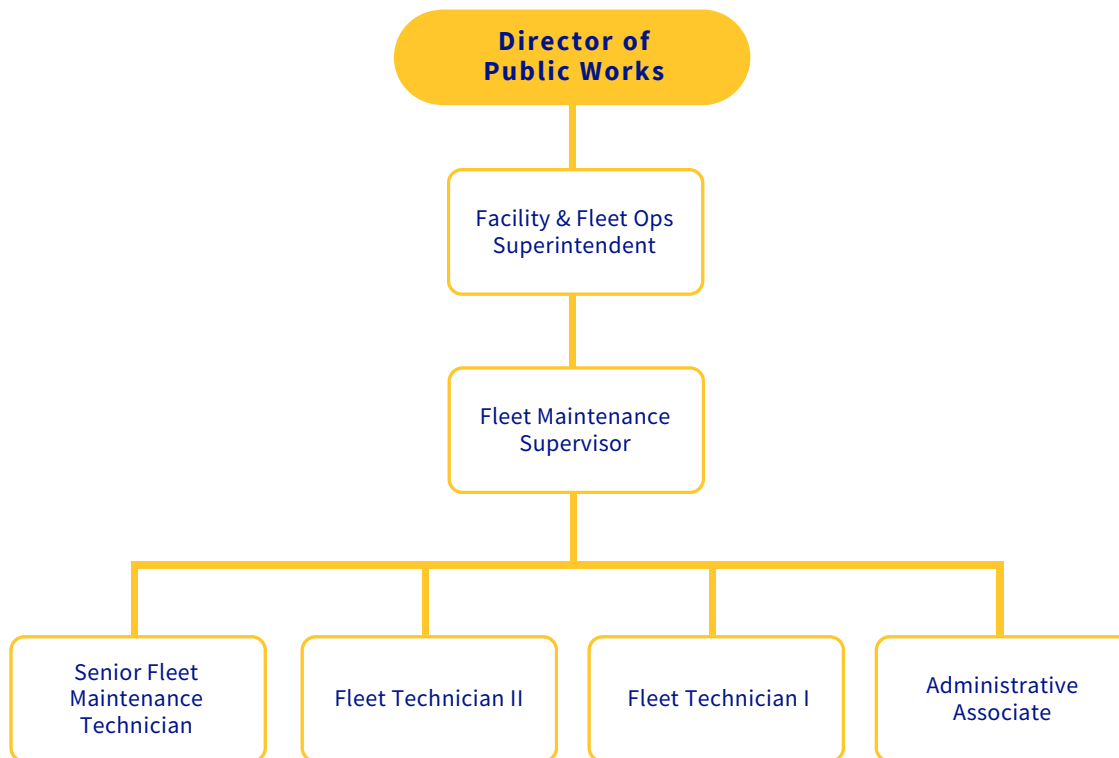 Director of
Public Works
Facility & Fleet Ops
Superintendent
Fleet Maintenance
Supervisor
Senior Fleet
Maintenance
Technician
Fleet Technician II
Fleet Technician I
Administrative
Associate